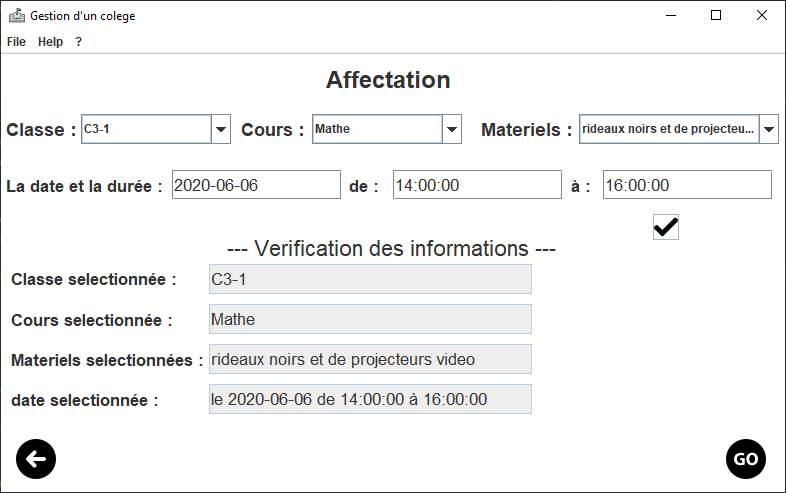 Gestion d'un colege
File Help ?
Affectation
Classe : C3-1 Cours : Mathe Materiels : rideaux noirs et de projecteu...
La date et la durée : 2020-06-06 de : 14:00:00 à : 16:00:00
--- Verification des informations ---
Classe selectionnée : C3-1
Cours selectionnée : Mathe
Materiels selectionnées : rideaux noirs et de projecteurs video
date selectionnée : le 2020-06-06 de 14:00:00 à 16:00:00
GO